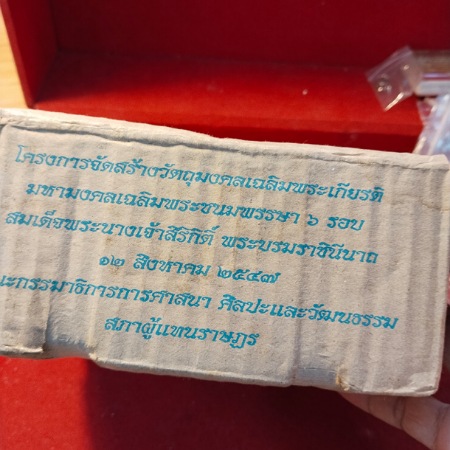 โครงการจัดสร้างวัตถุมงคลเฉลิมพระเกียรติ
มหามงคลเฉลิมพระชนมพรรษา ๖ รอบ
สมเด็จพระนางเจ้าสิริกิติ์ พระบรมราชินีนาถ
๑๒ สิงหาคม ๒๕๔๗
ณะกรรมาธิการการศาสนา ศิลปะและวัฒนธรรม
สภาผู้แทนราษฎร